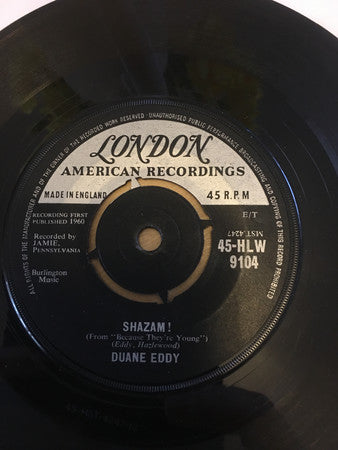 ALL RIGHTS OF THE MANUFACTURER AND OF THE OWNER OF THE RECORDED WORK RESERVED · UNAUTHORISED PUBLIC PERFORMANCE BROADCASTING AND COPYING OF THIS RECORD PROHIBITED
LONDON
AMERICAN RECORDINGS
MADE IN ENGLAND
45 R.P.M
RECORDING FIRST
PUBLISHED 1960
E/T
MST.4247
Recorded by
JAMIE,
PENNSYLVANIA
45-HLW
9104
Burlington
Music
SHAZAM!
(From "Because They're Young")
(Eddy, Hazlewood)
DUANE EDDY